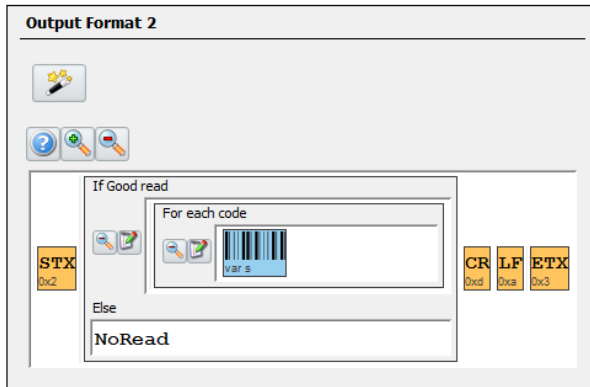 Output Format 2
If Good read
For each code
var s
STX
0x2
CR
0xd
LF
0xa
ETX
0x3
Else
NoRead